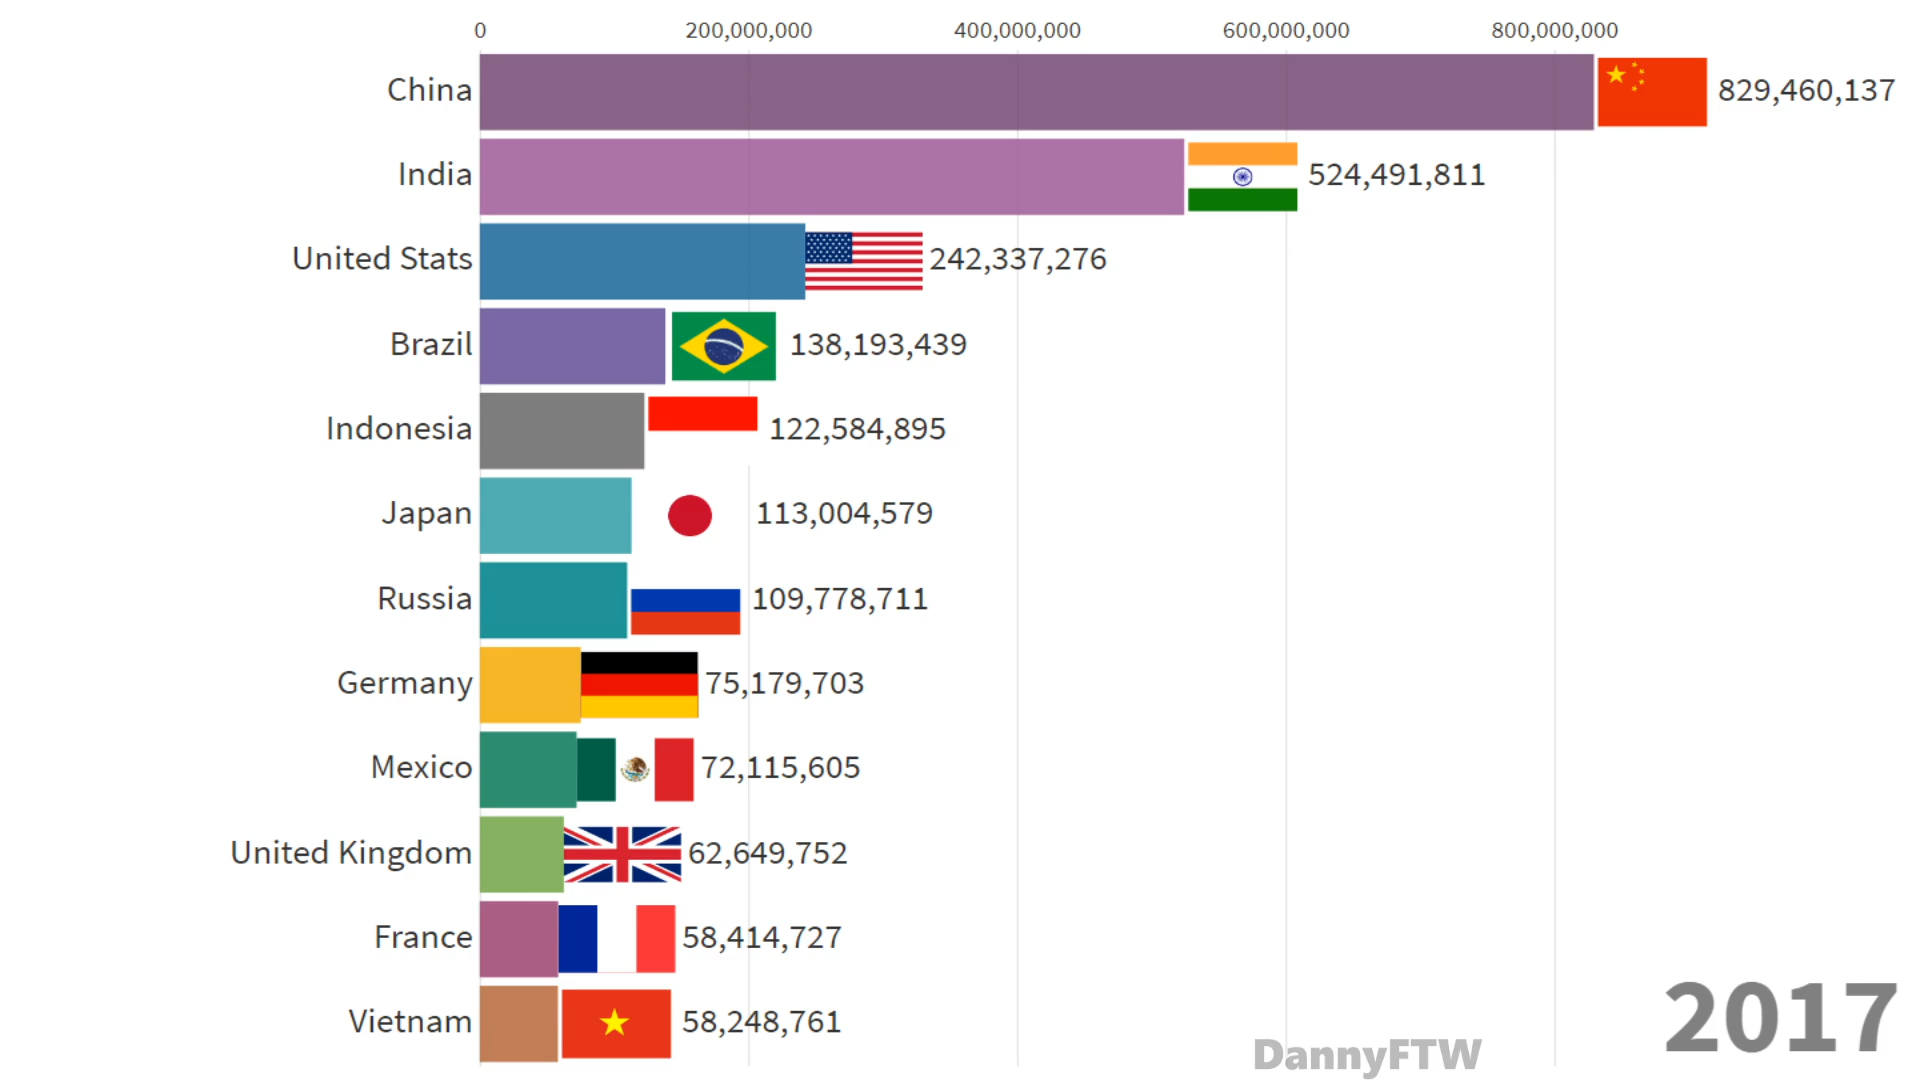 0 200,000,000 400,000,000 600,000,000 800,000,000
China 829,460,137
India 524,491,811
United Stats 242,337,276
Brazil 138,193,439
Indonesia 122,584,895
Japan 113,004,579
Russia 109,778,711
Germany 75,179,703
Mexico 72,115,605
United Kingdom 62,649,752
France 58,414,727
Vietnam 58,248,761
2017
DannyFTW